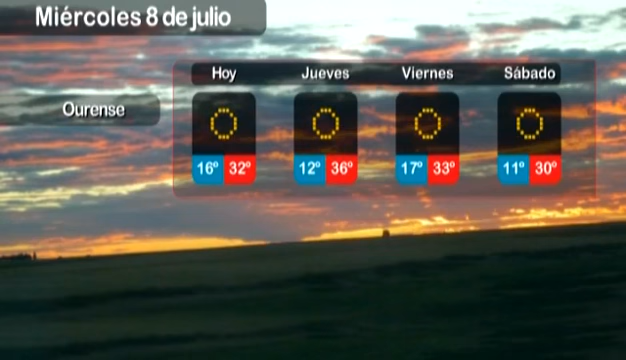 Miércoles 8 de julio
Hoy Jueves Viernes Sábado
Ourense
16º 32º 12º 36º 17º 33º 11º 30º